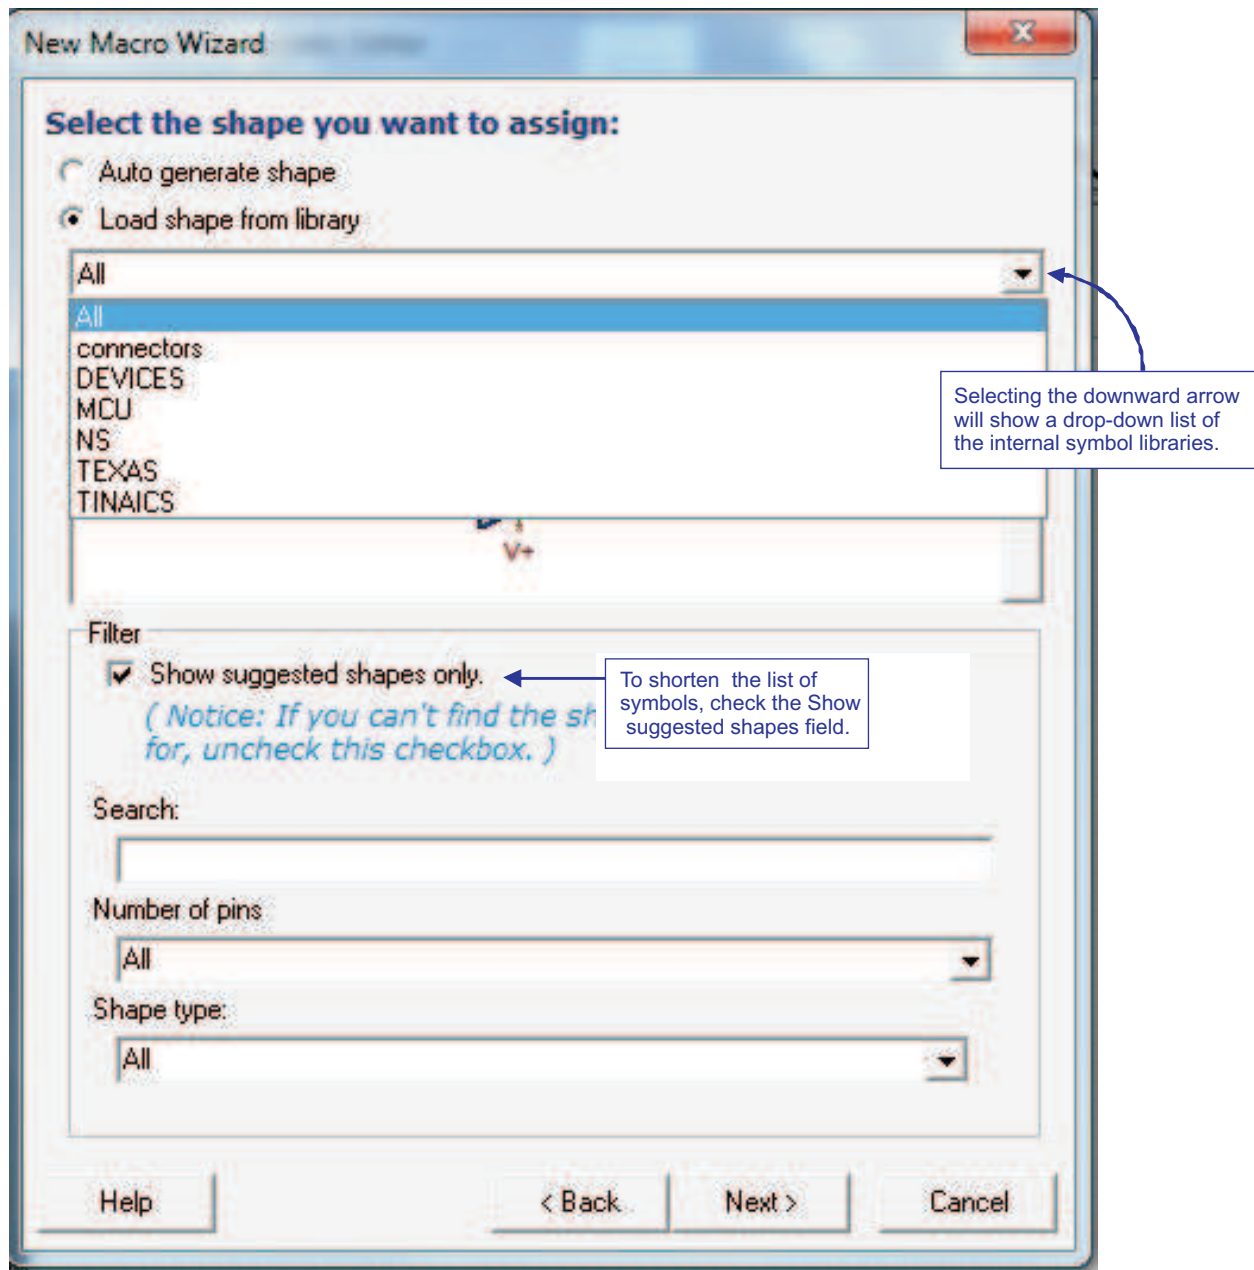 New Macro Wizard
Select the shape you want to assign:
Auto generate shape
Load shape from library
All
All
connectors
DEVICES
MCU
NS
TEXAS
TINAICS
V+
Selecting the downward arrow
will show a drop-down list of
the internal symbol libraries.
Filter
Show suggested shapes only.
( Notice: If you can't find the sh
for, uncheck this checkbox. )
To shorten the list of
symbols, check the Show
suggested shapes field.
Search:
Number of pins
All
Shape type:
All
Help
< Back
Next >
Cancel